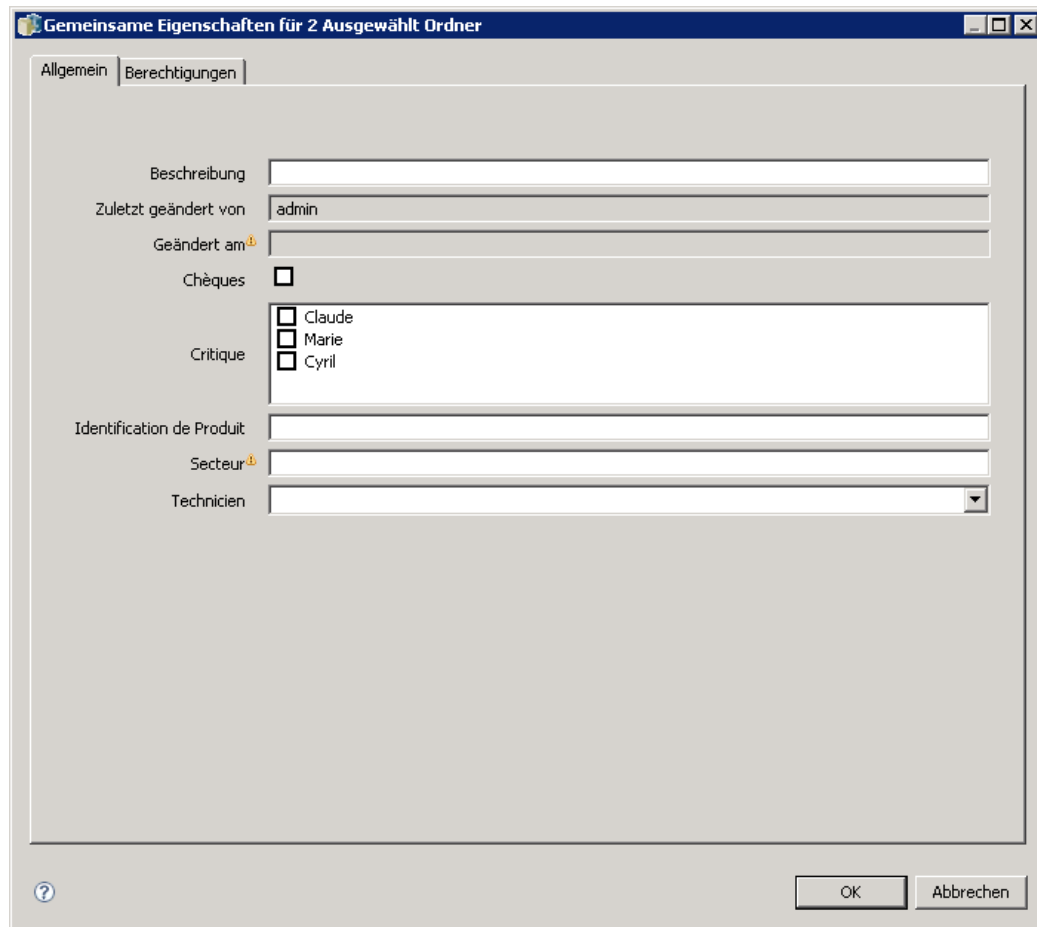 Gemeinsame Eigenschaften für 2 Ausgewählt Ordner
Allgemein Berechtigungen
Beschreibung
Zuletzt geändert von admin
Geändert am
Chèques
Critique
Claude
Marie
Cyril
Identification de Produit
Secteur
Technicien
OK Abbrechen